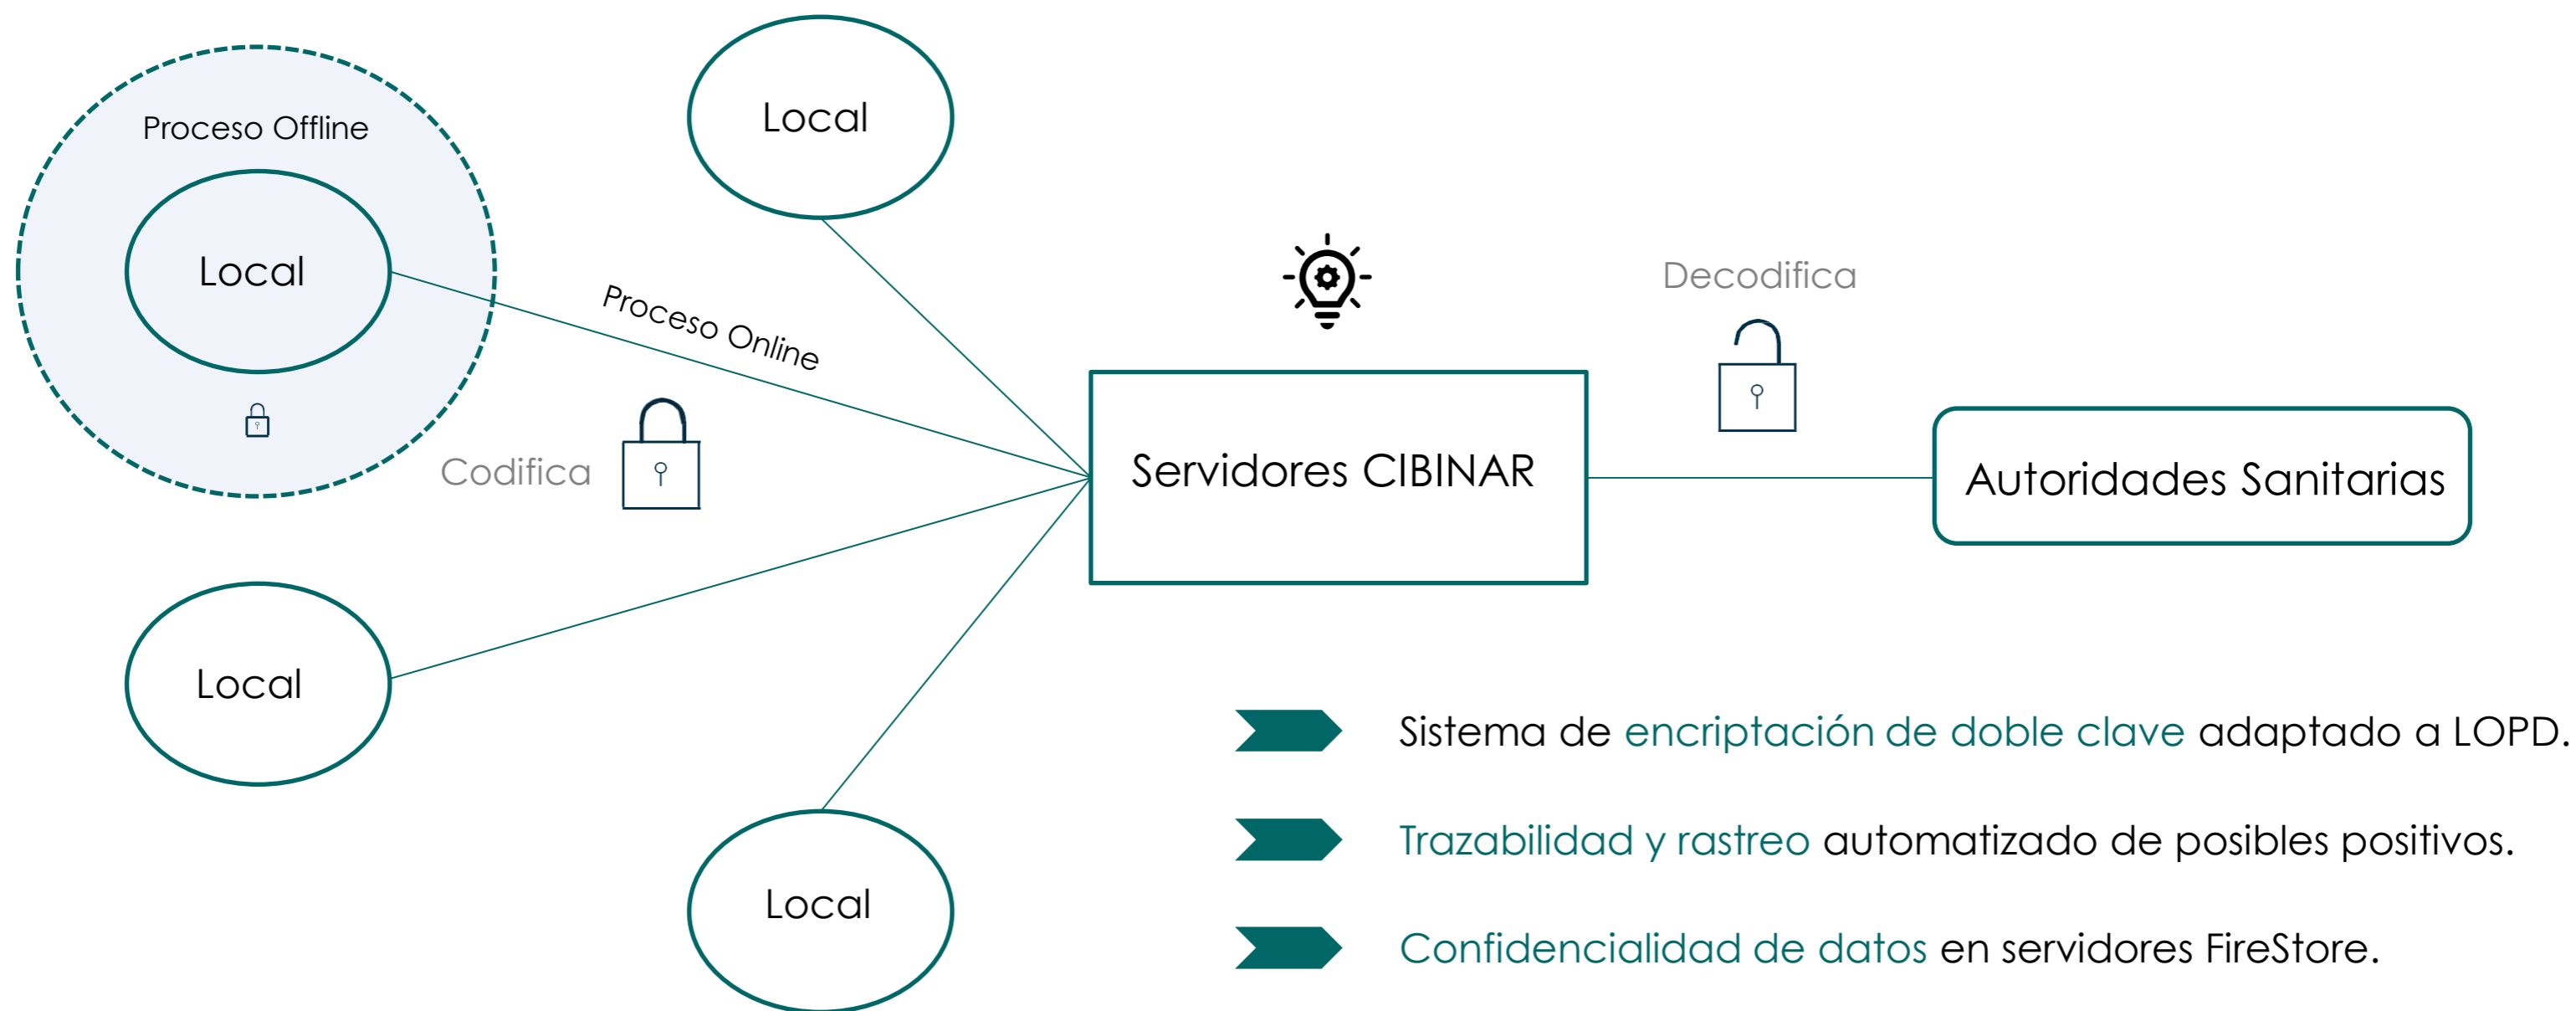 Proceso Offline
Local
Local
Proceso Online
Codifica
Local
Local
Servidores CIBINAR
Decodifica
Autoridades Sanitarias
Sistema de encriptación de doble clave adaptado a LOPD.
Trazabilidad y rastreo automatizado de posibles positivos.
Confidencialidad de datos en servidores FireStore.